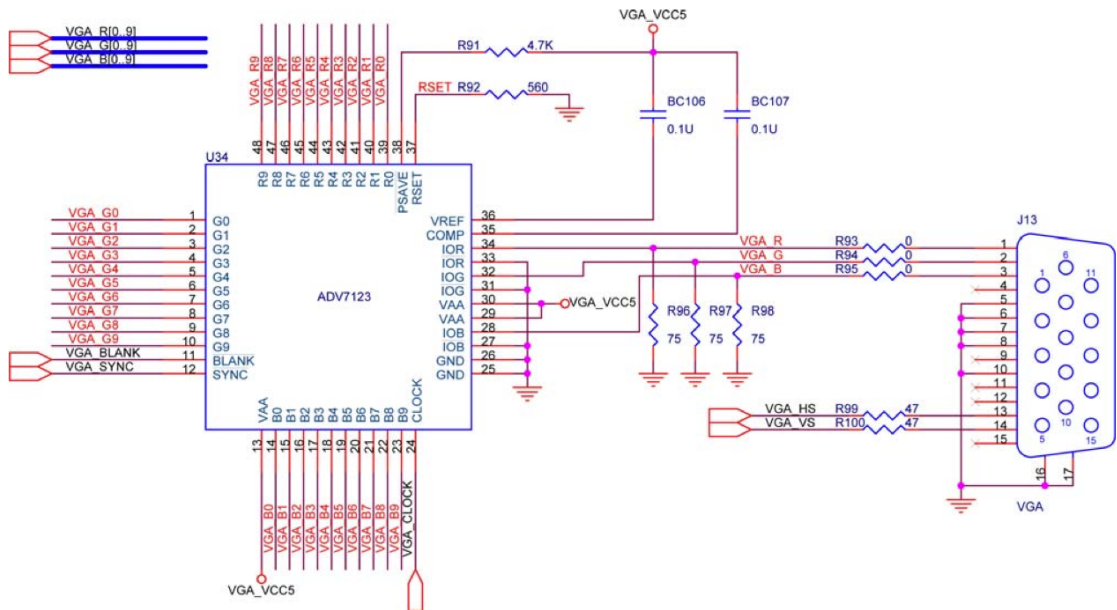 VGA_VCC5
VGA_R[0..9]
VGA_G[0..9]
VGA_B[0..9]
R91 4.7K
RSET R92 560
BC106 BC107
0.1U 0.1U
VGA_R9 VGA_R8 VGA_R7 VGA_R6 VGA_R5 VGA_R4 VGA_R3 VGA_R2 VGA_R1 VGA_R0
48 47 46 45 44 43 42 41 40 39 38 37
U34
R9 R8 R7 R6 R5 R4 R3 R2 R1 R0 PSAVE RSET
VGA_G0 1 G0 VREF 36
VGA_G1 2 G1 COMP 35
VGA_G2 3 G2 IOR 34 VGA_R R93 0 1
VGA_G3 4 G3 IOR 33 VGA_G R94 0 2
VGA_G4 5 G4 IOG 32 VGA_B R95 0 3
VGA_G5 6 G5 IOG 31 4
VGA_G6 7 G6 VAA 30 VGA_VCC5 5
VGA_G7 8 G7 VAA 29 6
VGA_G8 9 G8 IOB 28 7
VGA_G9 10 G9 IOB 27 8
VGA_BLANK 11 BLANK GND 26 9
VGA_SYNC 12 SYNC GND 25 10
ADV7123
R96 R97 R98
75 75 75
11
12
VGA_HS R99 47 13
VGA_VS R100 47 14
15
J13
6
1 11
10
5 15
16 17
VGA
VAA B0 B1 B2 B3 B4 B5 B6 B7 B8 B9 CLOCK
13 14 15 16 17 18 19 20 21 22 23 24
VGA_B0 VGA_B1 VGA_B2 VGA_B3 VGA_B4 VGA_B5 VGA_B6 VGA_B7 VGA_B8 VGA_B9 VGA_CLOCK
VGA_VCC5